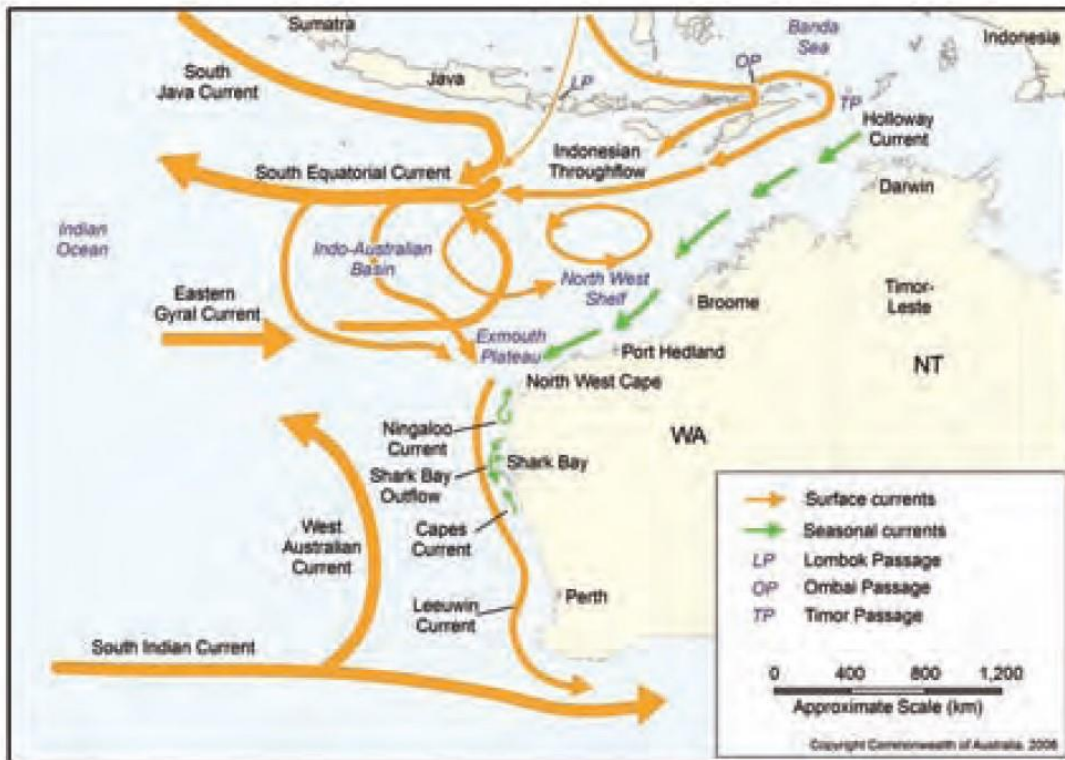 Sumatra
Banda
Sea
Indonesia
South
Java Current
Java
LP
OP
TP
Holloway
Current
Indonesian
Throughflow
South Equatorial Current
Darwin
Indian
Ocean
Indo-Australian
Basin
North West
Shelf
Eastern
Gyral Current
Broome
Timor-
Leste
Exmouth
Plateau
Port Hedland
NT
North West Cape
Ningaloo
Current
WA
Shark Bay
Shark Bay
Outflow
Capes
Current
West
Australian
Current
Leeuwin
Current
Perth
South Indian Current
Surface currents
Seasonal currents
LP Lombok Passage
OP Ombai Passage
TP Timor Passage
0 400 800 1,200
Approximate Scale (km)
Copyright Commonwealth of Australia, 2008